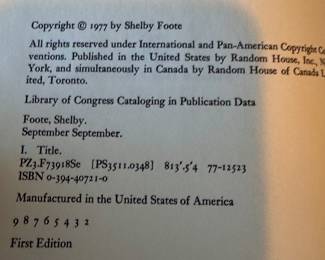 Copyright © 1977 by Shelby Foote
All rights reserved under International and Pan-American Copyright
ventions. Published in the United States by Random House, Inc.,
York, and simultaneously in Canada by Random House of Canada
ited, Toronto.
Library of Congress Cataloging in Publication Data
Foote, Shelby.
September September.
I. Title.
PZ3.F73918Se [PS3511.O348] 813'.5'4 77-12523
ISBN 0-394-40721-0
Manufactured in the United States of America
9 8 7 6 5 4 3 2
First Edition